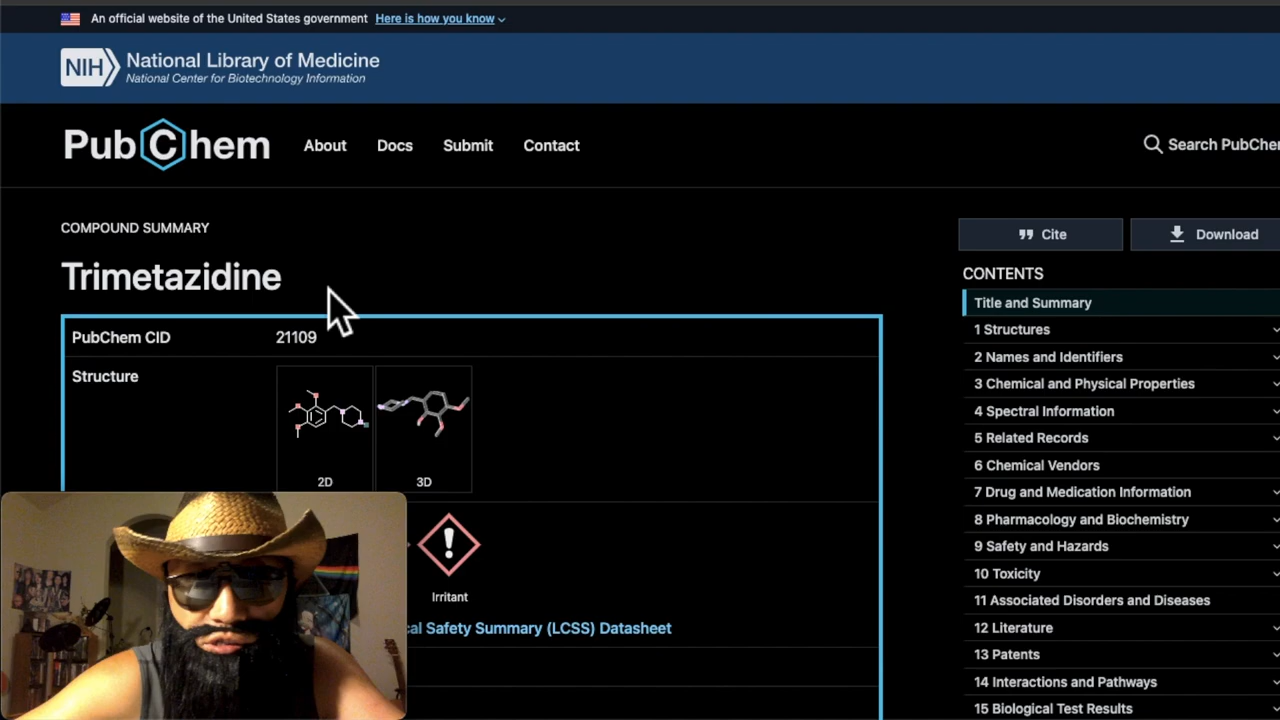 An official website of the United States government Here is how you know
NIH National Library of Medicine
National Center for Biotechnology Information
PubChem About Docs Submit Contact
Search
COMPOUND SUMMARY
Trimetazidine
PubChem CID 21109
Structure
2D 3D
Irritant
Safety Summary (LCSS) Datasheet
Cite Download
CONTENTS
Title and Summary
1 Structures
2 Names and Identifiers
3 Chemical and Physical Properties
4 Spectral Information
5 Related Records
6 Chemical Vendors
7 Drug and Medication Information
8 Pharmacology and Biochemistry
9 Safety and Hazards
10 Toxicity
11 Associated Disorders and Diseases
12 Literature
13 Patents
14 Interactions and Pathways
15 Biological Test Results